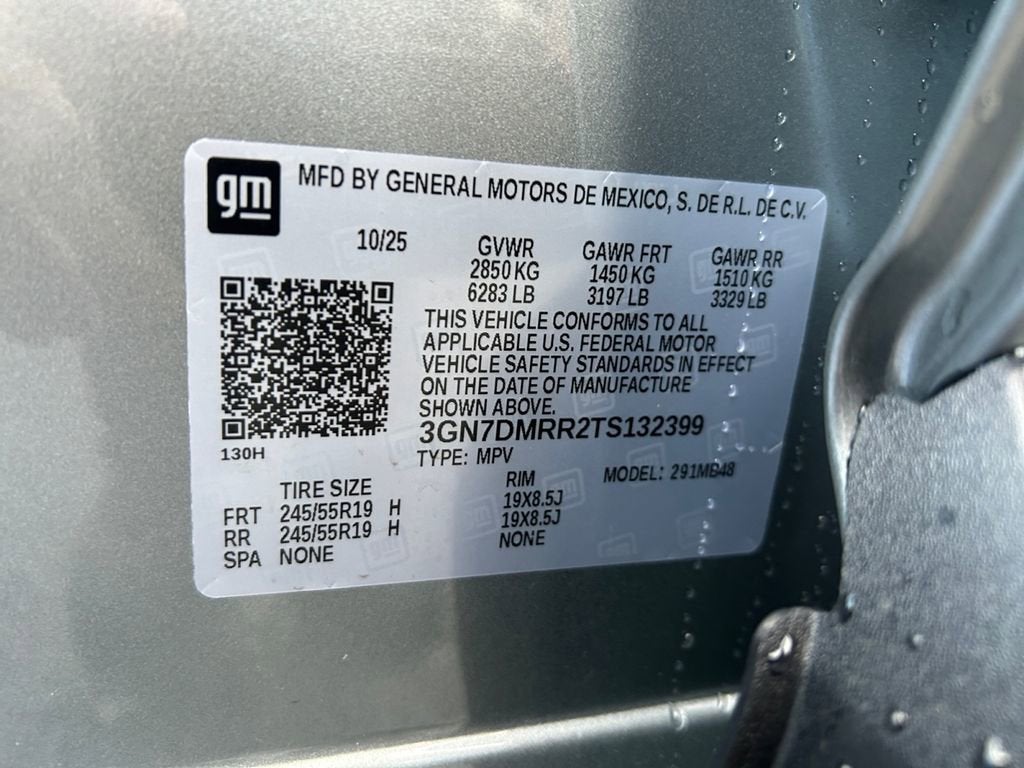 gm
MFD BY GENERAL MOTORS DE MEXICO, S. DE R.L. DE C.V.
10/25 GVWR GAWR FRT GAWR RR
2850 KG 1450 KG 1510 KG
6283 LB 3197 LB 3329 LB
THIS VEHICLE CONFORMS TO ALL
APPLICABLE U.S. FEDERAL MOTOR
VEHICLE SAFETY STANDARDS IN EFFECT
ON THE DATE OF MANUFACTURE
SHOWN ABOVE.
3GN7DMRR2TS132399
130H
TYPE: MPV MODEL: 291MB48
TIRE SIZE RIM
FRT 245/55R19 H 19X8.5J
RR 245/55R19 H 19X8.5J
SPA NONE NONE